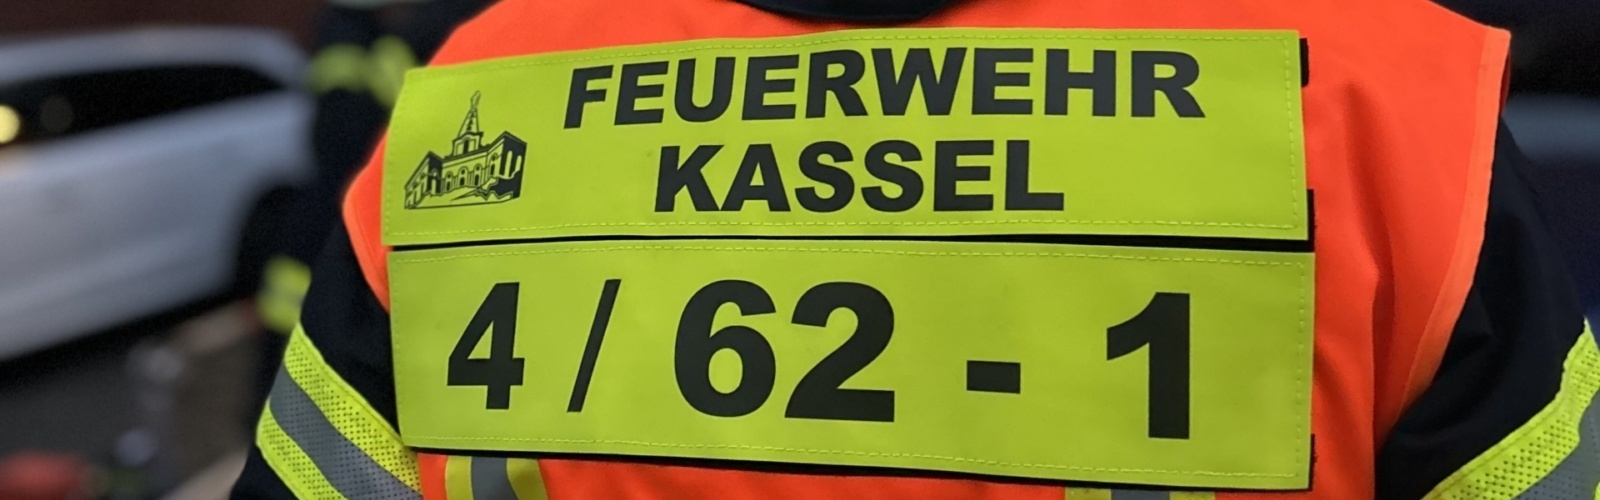 FEUERWEHR
KASSEL
4 / 62 - 1